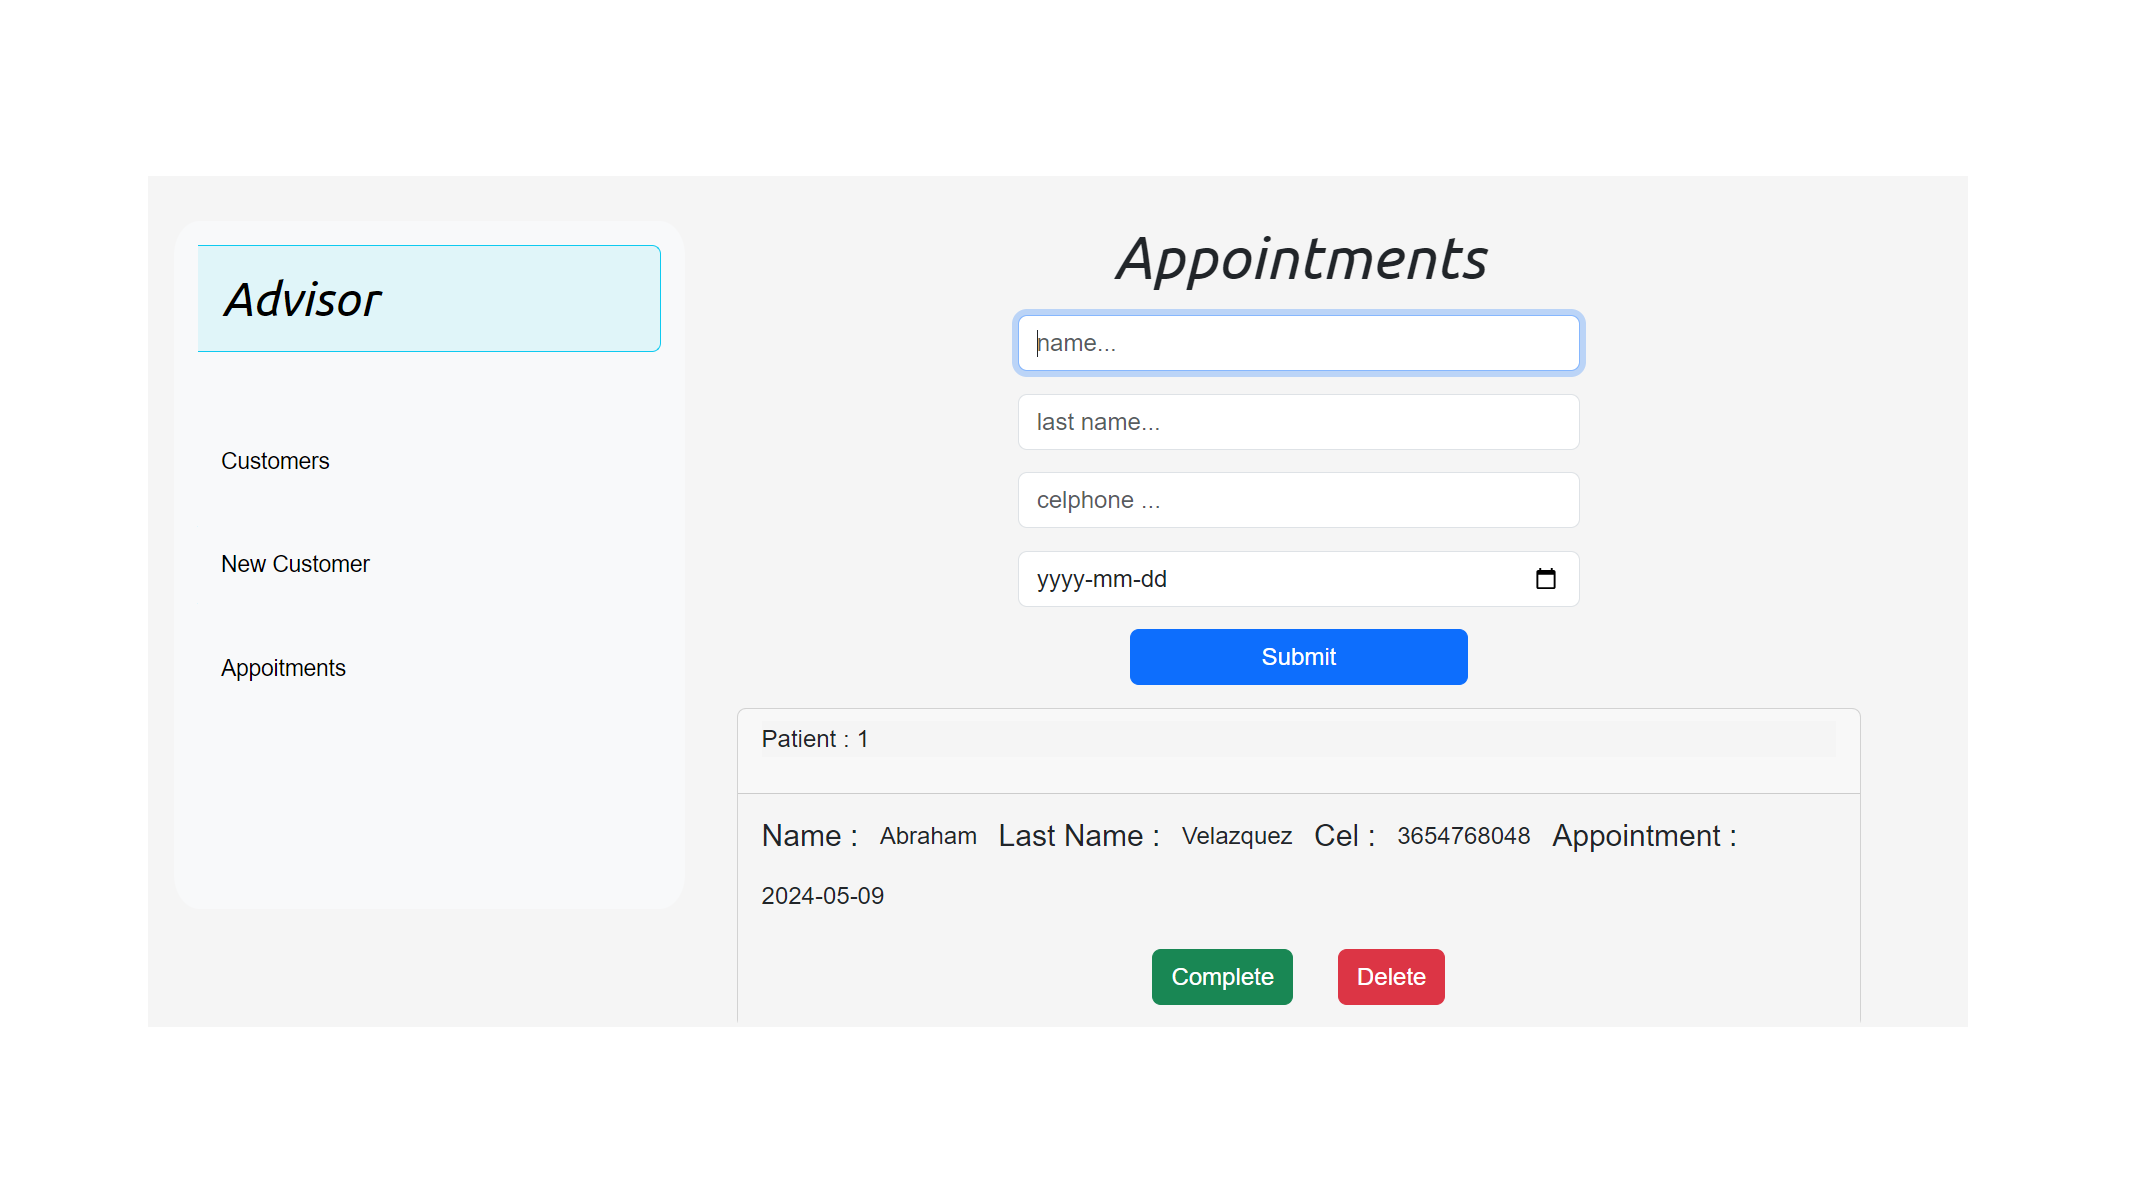 Advisor
Customers
New Customer
Appoitments
Appointments
name...
last name...
celphone ...
yyyy-mm-dd
Submit
Patient : 1
Name : Abraham Last Name : Velazquez Cel : 3654768048 Appointment :
2024-05-09
Complete Delete